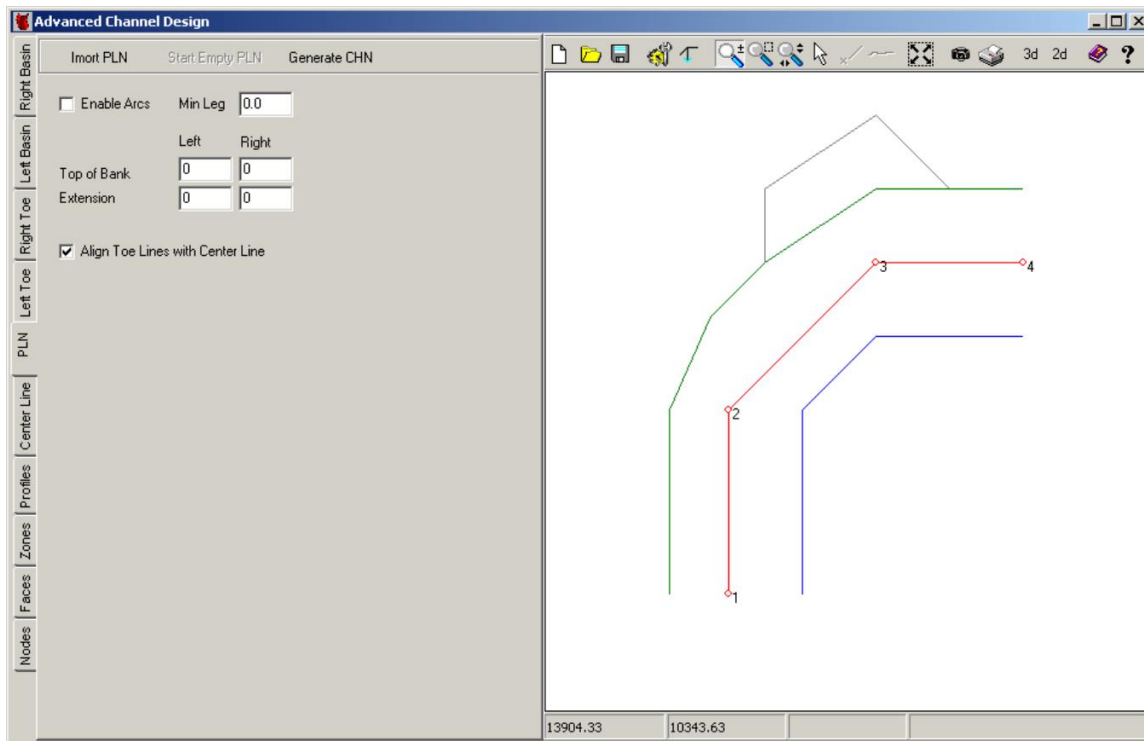 Advanced Channel Design
Imort PLN Start Empty PLN Generate CHN
3d 2d
Enable Arcs Min Leg 0.0
Left Right
Top of Bank 0 0
Extension 0 0
Align Toe Lines with Center Line
Right Basin
Left Basin
Right Toe
Left Toe
PLN
Center Line
Profiles
Zones
Faces
Nodes
3
4
2
1
13904.33 10343.63